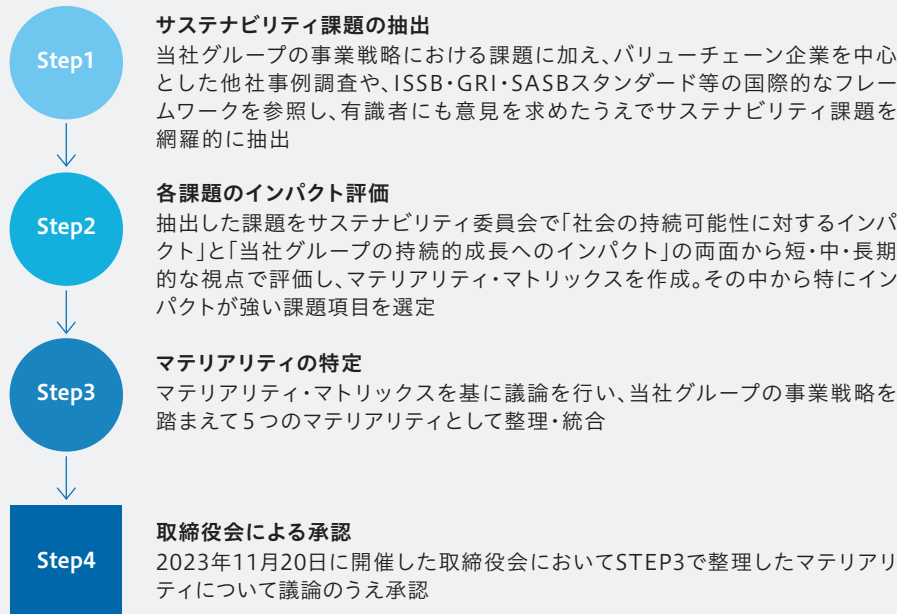 Step1
サステナビリティ課題の抽出
当社グループの事業戦略における課題に加え、バリューチェーン企業を中心
とした他社事例調査や、ISSB・GRI・SASBスタンダード等の国際的なフレー
ムワークを参照し、有識者にも意見を求めたうえでサステナビリティ課題を
網羅的に抽出
Step2
各課題のインパクト評価
抽出した課題をサステナビリティ委員会で「社会の持続可能性に対するインパ
クト」と「当社グループの持続的成長へのインパクト」の両面から短・中・長期
的な視点で評価し、マテリアリティ・マトリックスを作成。その中から特にイン
パクトが強い課題項目を選定
Step3
マテリアリティの特定
マテリアリティ・マトリックスを基に議論を行い、当社グループの事業戦略を
踏まえて5つのマテリアリティとして整理・統合
Step4
取締役会による承認
2023年11月20日に開催した取締役会においてSTEP3で整理したマテリアリ
ティについて議論のうえ承認